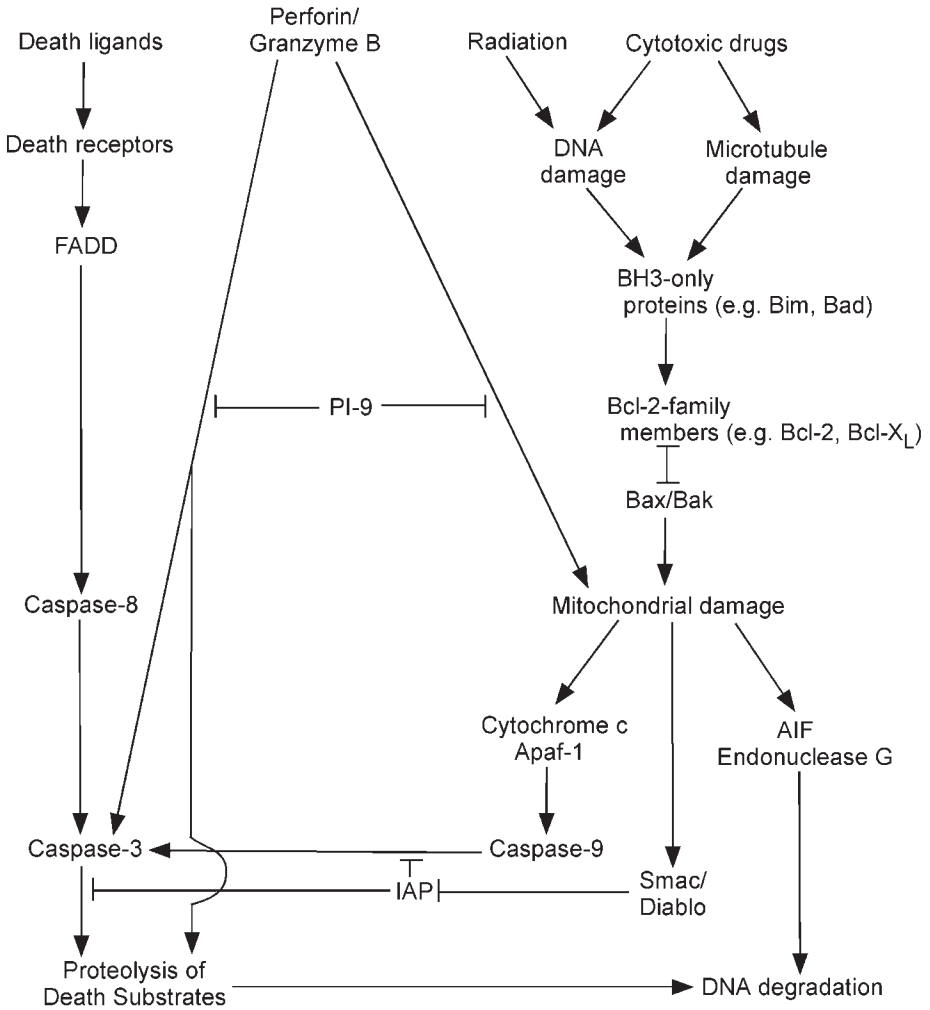 Death ligands
Perforin/
Granzyme B
Radiation
Cytotoxic drugs
Death receptors
DNA
damage
Microtubule
damage
FADD
BH3-only
proteins (e.g. Bim, Bad)
PI-9
Bcl-2-family
members (e.g. Bcl-2, Bcl-XL)
Bax/Bak
Caspase-8
Mitochondrial damage
Cytochrome c
Apaf-1
AIF
Endonuclease G
Caspase-3
Caspase-9
IAP
Smac/
Diablo
Proteolysis of
Death Substrates
DNA degradation